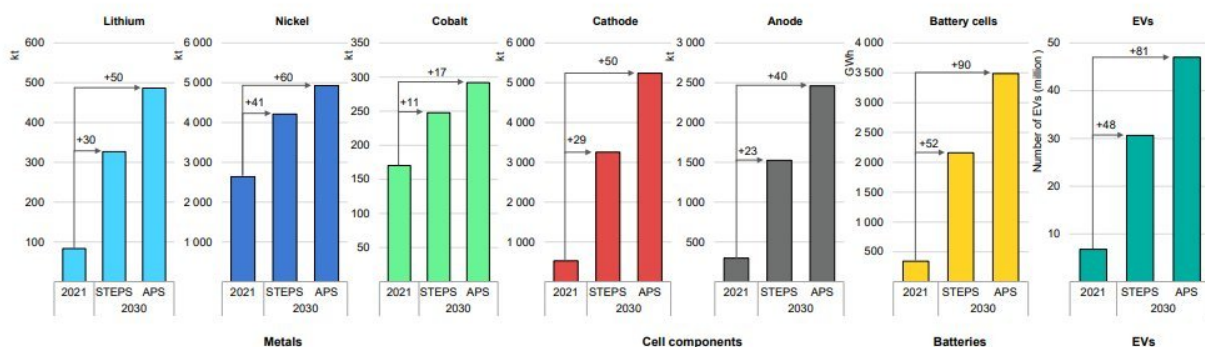 Lithium
kt
600
500
400
300
200
100
+50
+30
2021 STEPS APS
2030
Nickel
kt
6 000
5 000
4 000
3 000
2 000
1 000
+60
+41
2021 STEPS APS
2030
Cobalt
kt
350
300
250
200
150
100
50
+17
+11
2021 STEPS APS
2030
Cathode
kt
6 000
5 000
4 000
3 000
2 000
1 000
+50
+29
2021 STEPS APS
2030
Anode
kt
3 000
2 500
2 000
1 500
1 000
500
+40
+23
2021 STEPS APS
2030
Battery cells
GWh
4 000
3 500
3 000
2 500
2 000
1 500
1 000
500
+90
+52
2021 STEPS APS
2030
EVs
Number of EVs (million)
50
40
30
20
10
+81
+48
2021 STEPS APS
2030
Metals
Cell components
Batteries
EVs